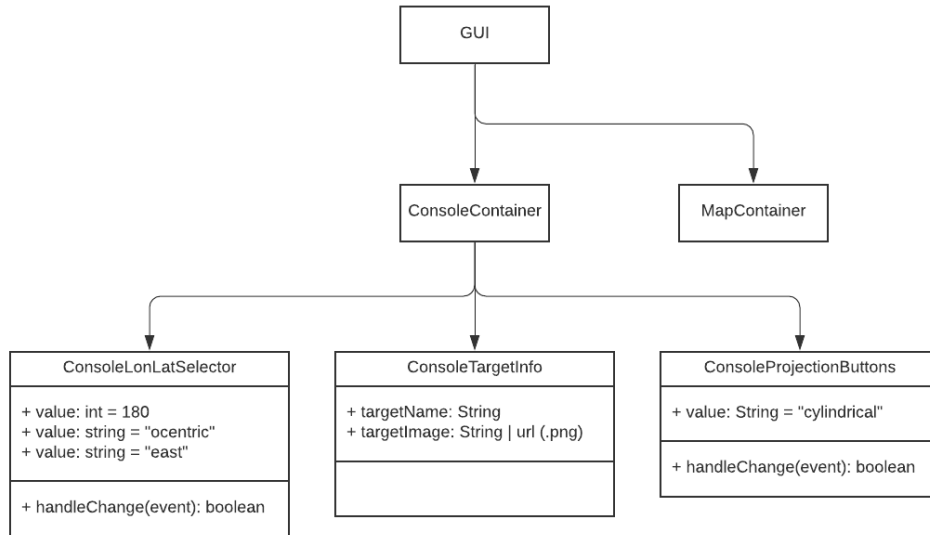 GUI
ConsoleContainer
MapContainer
ConsoleLonLatSelector
+ value: int = 180
+ value: string = "ocentric"
+ value: string = "east"
+ handleChange(event): boolean
ConsoleTargetInfo
+ targetName: String
+ targetImage: String | url (.png)
ConsoleProjectionButtons
+ value: String = "cylindrical"
+ handleChange(event): boolean